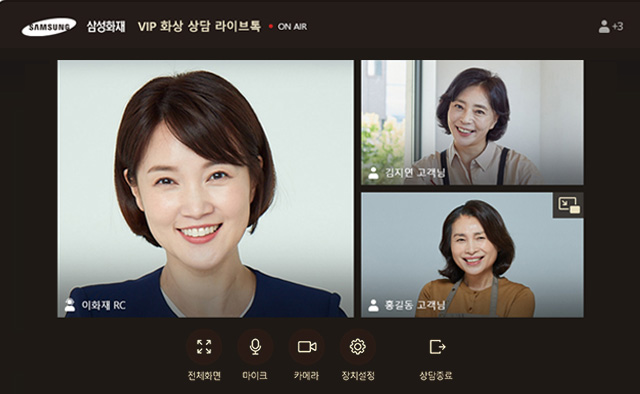 SAMSUNG 삼성화재 VIP 화상 상담 라이브톡 ON AIR +3
김지면 고객님
이화재 RC
홍길동 고객님
전체화면 마이크 카메라 장치설정 상담종료